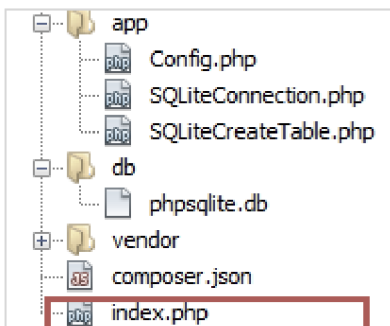 app
Config.php
SQLiteConnection.php
SQLiteCreateTable.php
db
phpsqlite.db
vendor
composer.json
index.php